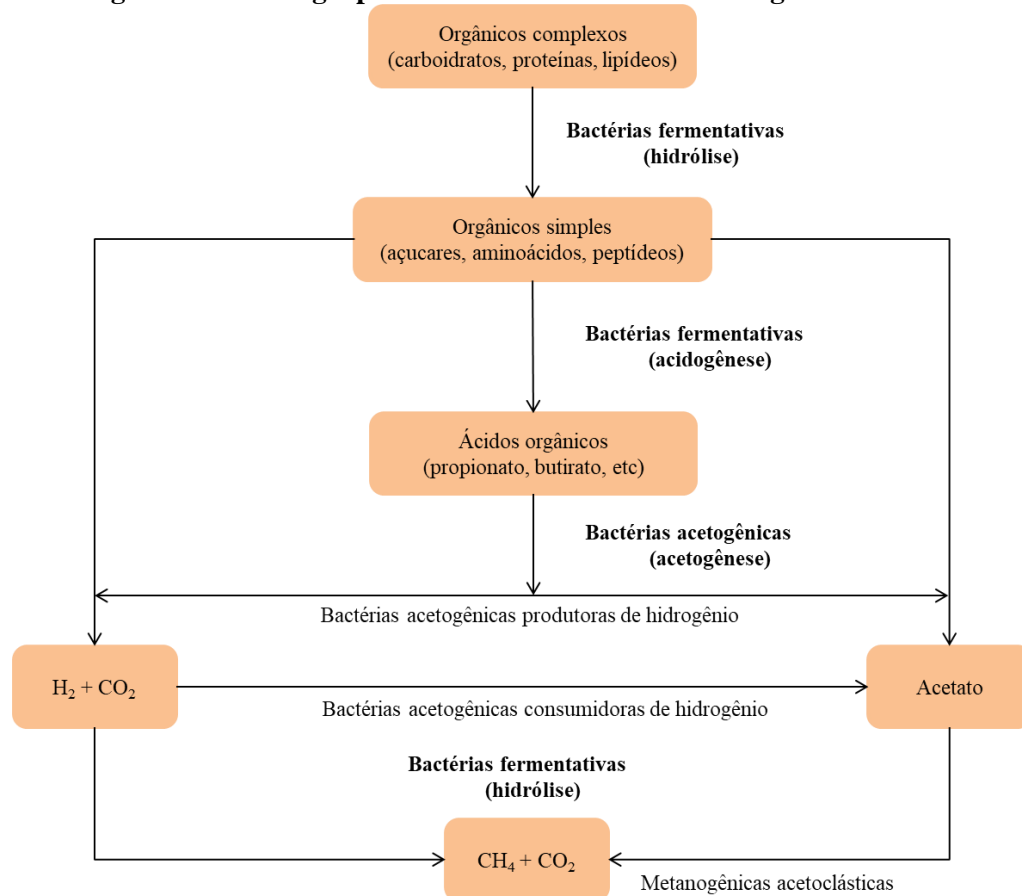 Orgânicos complexos
(carboidratos, proteínas, lipídeos)
Bactérias fermentativas
(hidrólise)
Orgânicos simples
(açucares, aminoácidos, peptídeos)
Bactérias fermentativas
(acidogênese)
Ácidos orgânicos
(propionato, butirato, etc)
Bactérias acetogênicas
(acetogênese)
Bactérias acetogênicas produtoras de hidrogênio
H₂ + CO₂
Acetato
Bactérias acetogênicas consumidoras de hidrogênio
Bactérias fermentativas
(hidrólise)
CH₄ + CO₂
Metanogênicas acetoclásticas